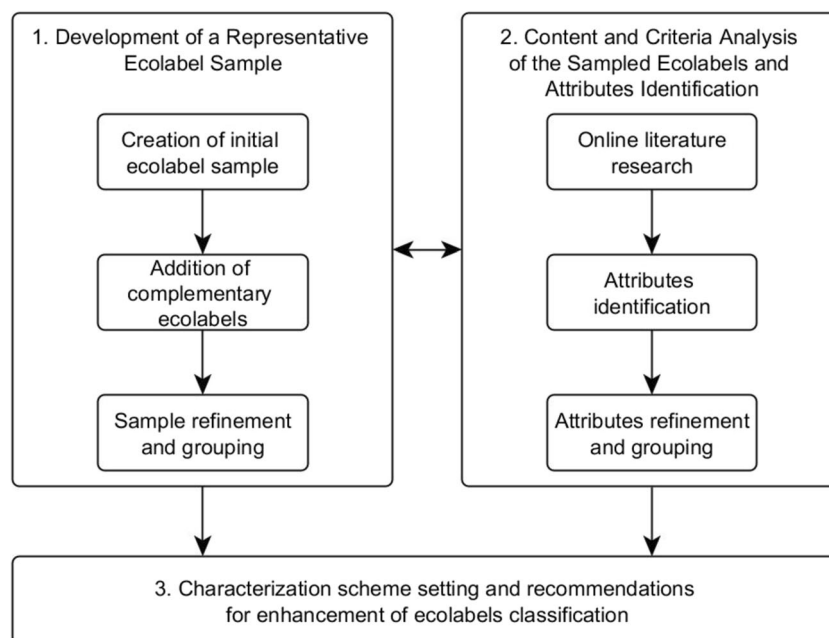 1. Development of a Representative
Ecolabel Sample
Creation of initial
ecolabel sample
Addition of
complementary
ecolabels
Sample refinement
and grouping
2. Content and Criteria Analysis
of the Sampled Ecolabels and
Attributes Identification
Online literature
research
Attributes
identification
Attributes refinement
and grouping
3. Characterization scheme setting and recommendations
for enhancement of ecolabels classification